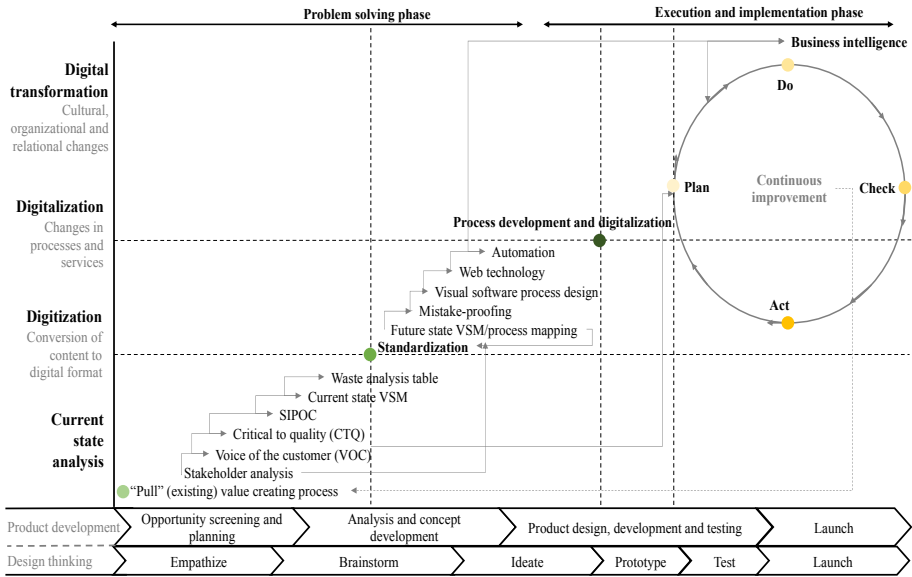 Problem solving phase
Execution and implementation phase
Business intelligence
Digital
transformation
Cultural,
organizational and
relational changes
Do
Plan
Continuous
improvement
Check
Act
Digitalization
Changes in
processes and
services
Process development and digitalization
Automation
Web technology
Visual software process design
Mistake-proofing
Future state VSM/process mapping
Standardization
Digitization
Conversion of
content to
digital format
Waste analysis table
Current state VSM
SIPOC
Critical to quality (CTQ)
Voice of the customer (VOC)
Stakeholder analysis
“Pull” (existing) value creating process
Current
state
analysis
Product development
Opportunity screening and
planning
Analysis and concept
development
Product design, development and testing
Launch
Design thinking
Empathize
Brainstorm
Ideate
Prototype
Test
Launch